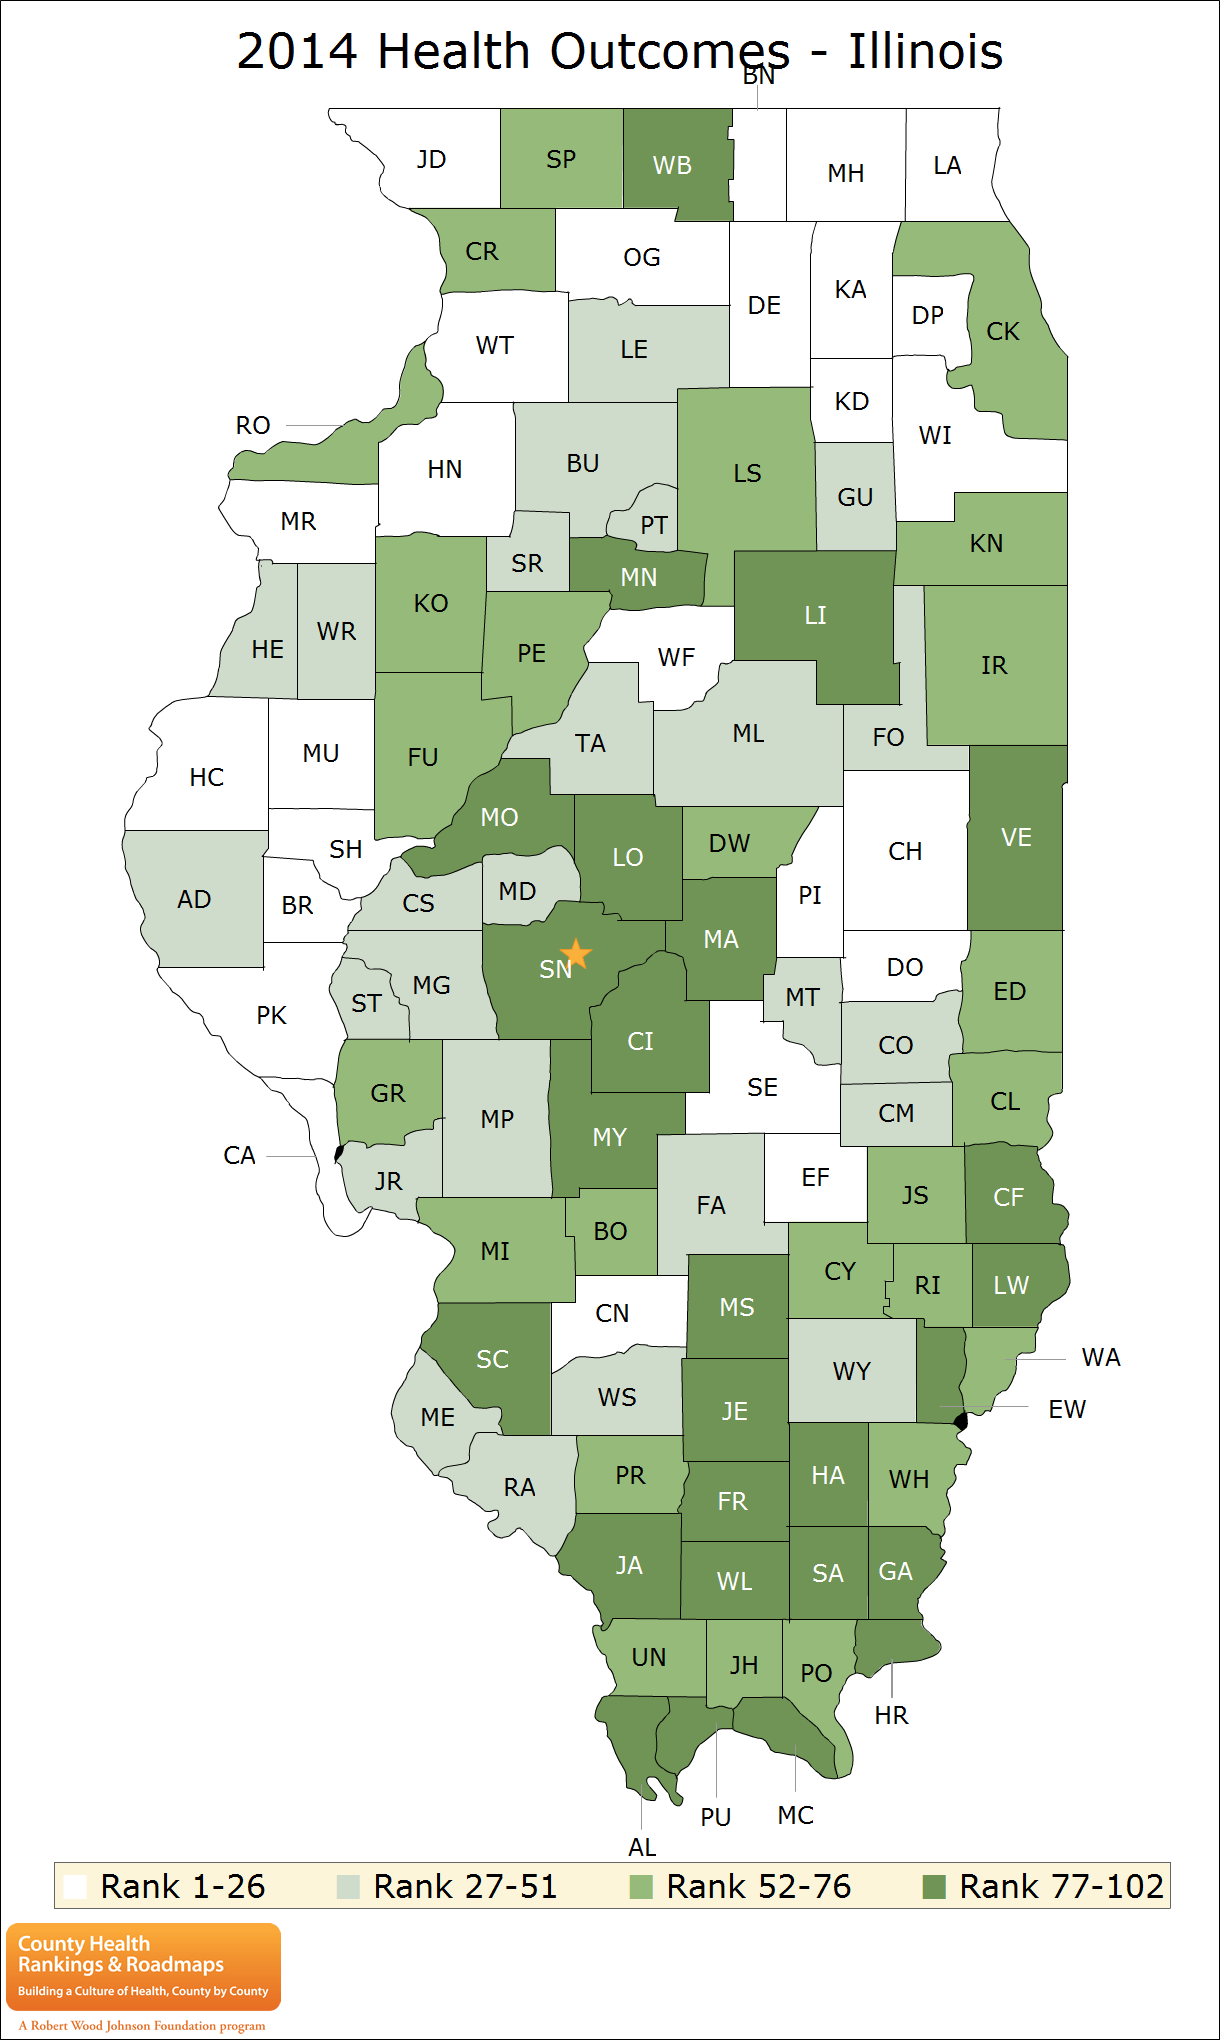 2014 Health Outcomes - Illinois
BN
JD
SP
WB
MH
LA
CR
OG
DE
KA
DP
CK
WT
LE
KD
WI
RO
HN
BU
LS
GU
MR
PT
KN
SR
MN
KO
LI
HE
WR
PE
WF
IR
HC
MU
FU
TA
ML
FO
MO
LO
DW
CH
VE
SH
AD
BR
CS
MD
PI
MA
SN
MG
ST
MT
DO
ED
PK
CI
CO
GR
MP
SE
CM
CL
MY
CA
JR
EF
FA
JS
CF
MI
BO
CY
RI
LW
MS
CN
SC
WY
WA
WS
ME
JE
EW
RA
PR
FR
HA
WH
JA
WL
SA
GA
UN
JH
PO
HR
PU
MC
AL
Rank 1-26 Rank 27-51 Rank 52-76 Rank 77-102
County Health
Rankings & Roadmaps
Building a Culture of Health, County by County
A Robert Wood Johnson Foundation program